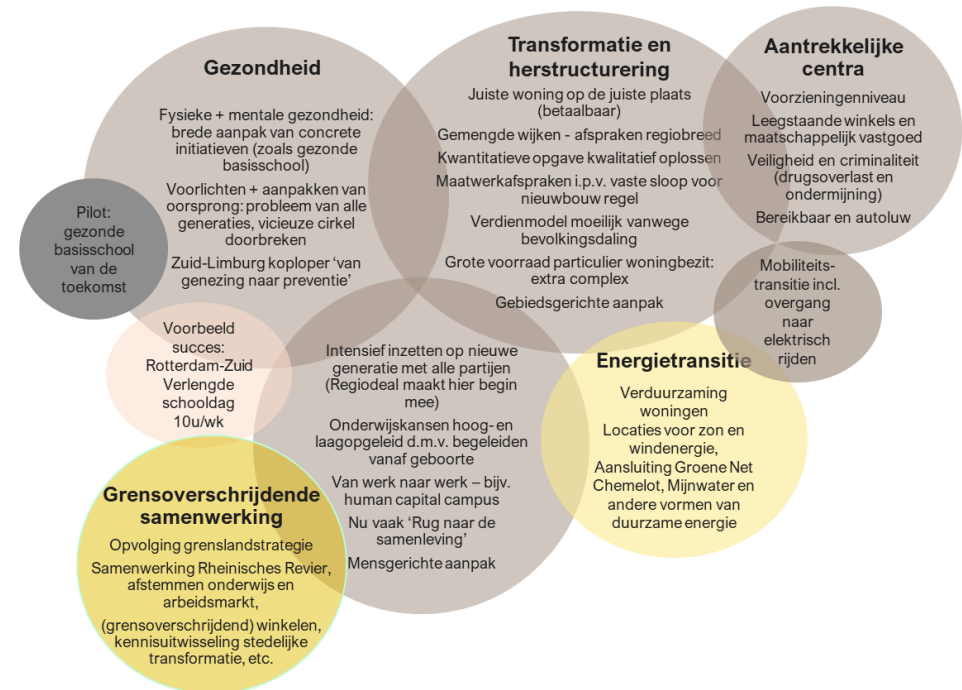 Gezondheid
Fysieke + mentale gezondheid:
brede aanpak van concrete
initiatieven (zoals gezonde
basisschool)
Voorlichten + aanpakken van
oorsprong: probleem van alle
generaties, vicieuze cirkel
doorbreken
Zuid-Limburg koploper ‘van
genezing naar preventie’
Transformatie en
herstructurering
Juiste woning op de juiste plaats
(betaalbaar)
Gemengde wijken - afspraken regiobreed
Kwantitatieve opgave kwalitatief oplossen
Maatwerkafspraken i.p.v. vaste sloop voor
nieuwbouw regel
Verdienmodel moeilijk vanwege
bevolkingsdaling
Grote voorraad particulier woningbezit:
extra complex
Gebiedsgerichte aanpak
Aantrekkelijke
centra
Voorzieningenniveau
Leegstaande winkels en
maatschappelijk vastgoed
Veiligheid en criminaliteit
(drugsoverlast en
ondermijning)
Bereikbaar en autoluw
Pilot:
gezonde
basisschool
van de
toekomst
Mobiliteits-
transitie incl.
overgang
naar
elektrisch
rijden
Voorbeeld
succes:
Rotterdam-Zuid
Verlengde
schooldag
10u/wk
Intensief inzetten op nieuwe
generatie met alle partijen
(Regiodeal maakt hier begin
mee)
Onderwijskansen hoog- en
laagopgeleid d.m.v. begeleiden
vanaf geboorte
Van werk naar werk – bijv.
human capital campus
Nu vaak ‘Rug naar de
samenleving’
Mensgerichte aanpak
Energietransitie
Verduurzaming
woningen
Locaties voor zon en
windenergie,
Aansluiting Groene Net
Chemelot, Mijnwater en
andere vormen van
duurzame energie
Grensoverschrijdende
samenwerking
Opvolging grenslandstrategie
Samenwerking Rheinisches Revier,
afstemmen onderwijs en
arbeidsmarkt,
(grensoverschrijdend) winkelen,
kennisuitwisseling stedelijke
transformatie, etc.